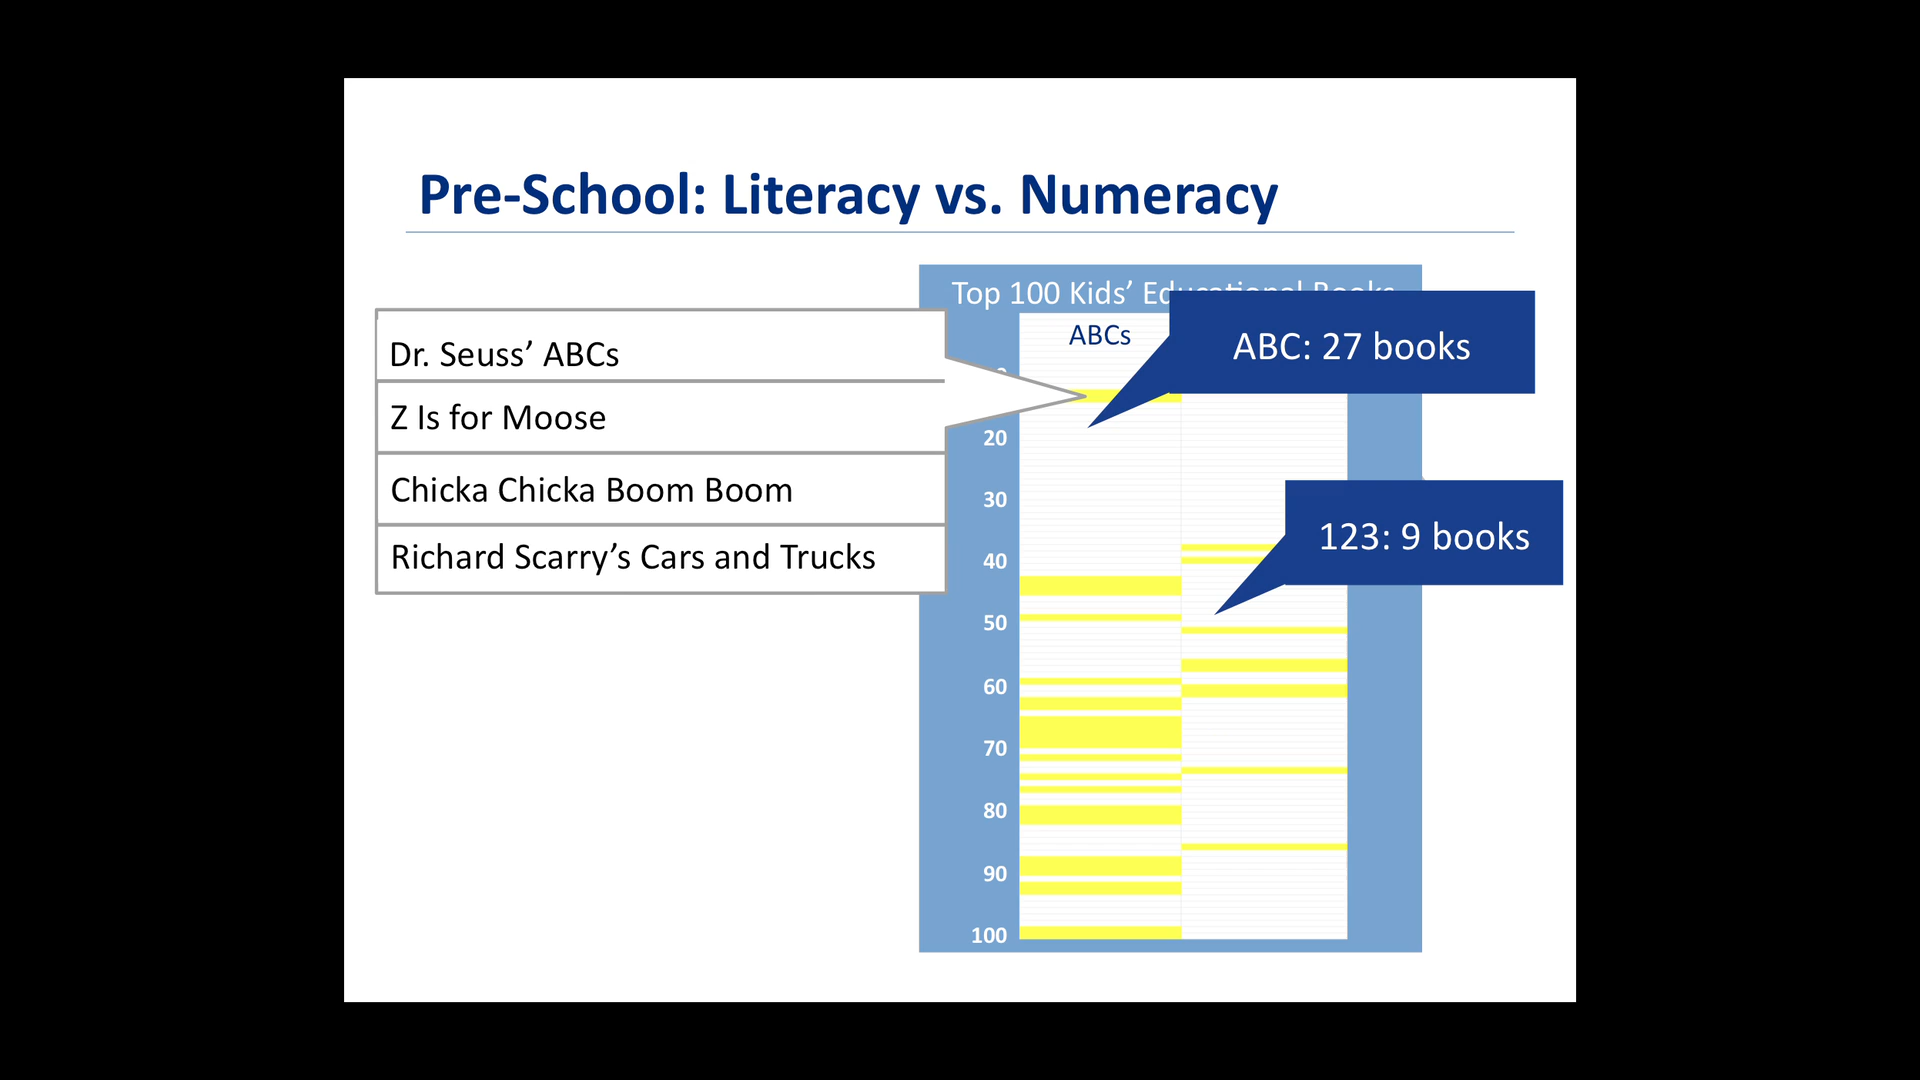 Pre-School: Literacy vs. Numeracy
Top 100 Kids’ Educational Books
ABCs
ABC: 27 books
Dr. Seuss’ ABCs
Z Is for Moose
Chicka Chicka Boom Boom
Richard Scarry’s Cars and Trucks
123: 9 books
20
30
40
50
60
70
80
90
100